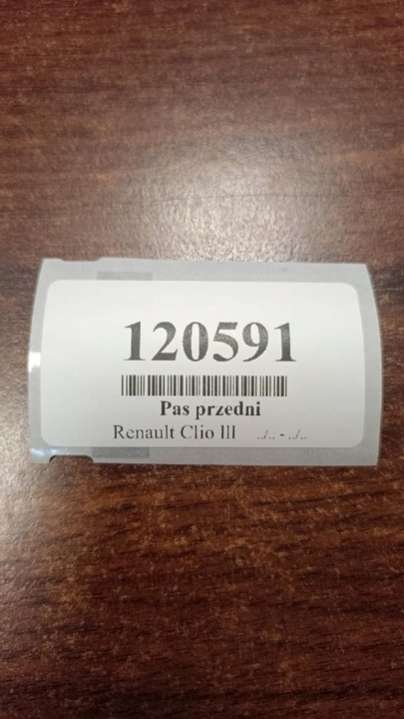 120591
Pas przedni
Renault Clio III ../.. - ../..